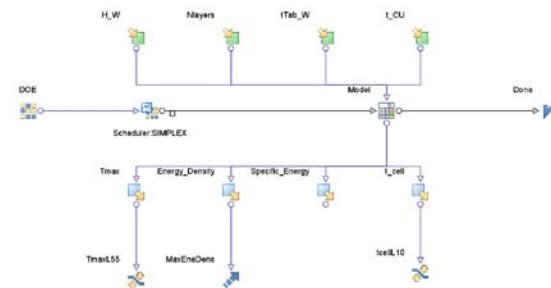 H_W Nlayers tTab_W t_CU
DOE Model Done
Scheduler:SIMPLEX
Tmax Energy_Density Specific_Energy t_cell
TmaxL55 MaxEneDens tcellL10